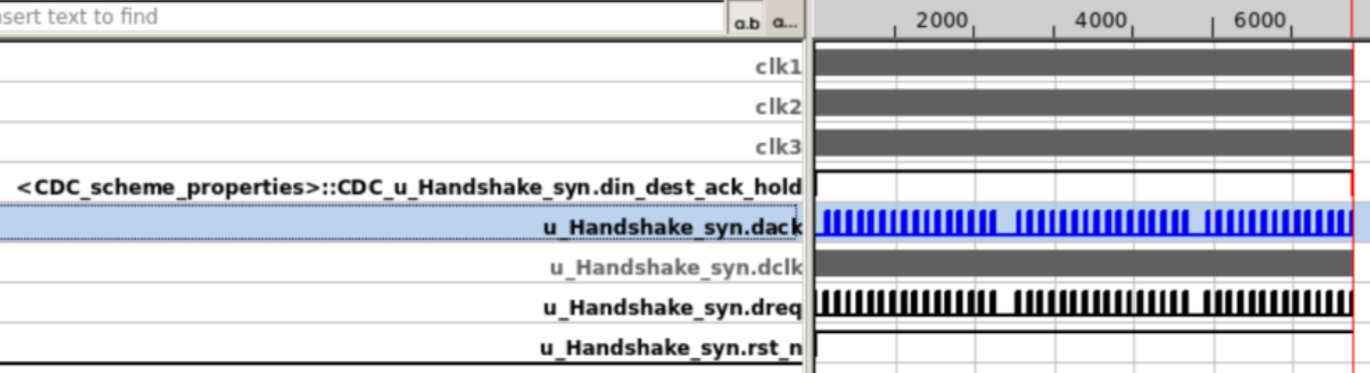 sert text to find
a.b a...
2000 4000 6000
clk1
clk2
clk3
<CDC_scheme_properties>::CDC_u_Handshake_syn.din_dest_ack_hold
u_Handshake_syn.dack
u_Handshake_syn.dclk
u_Handshake_syn.dreq
u_Handshake_syn.rst_n